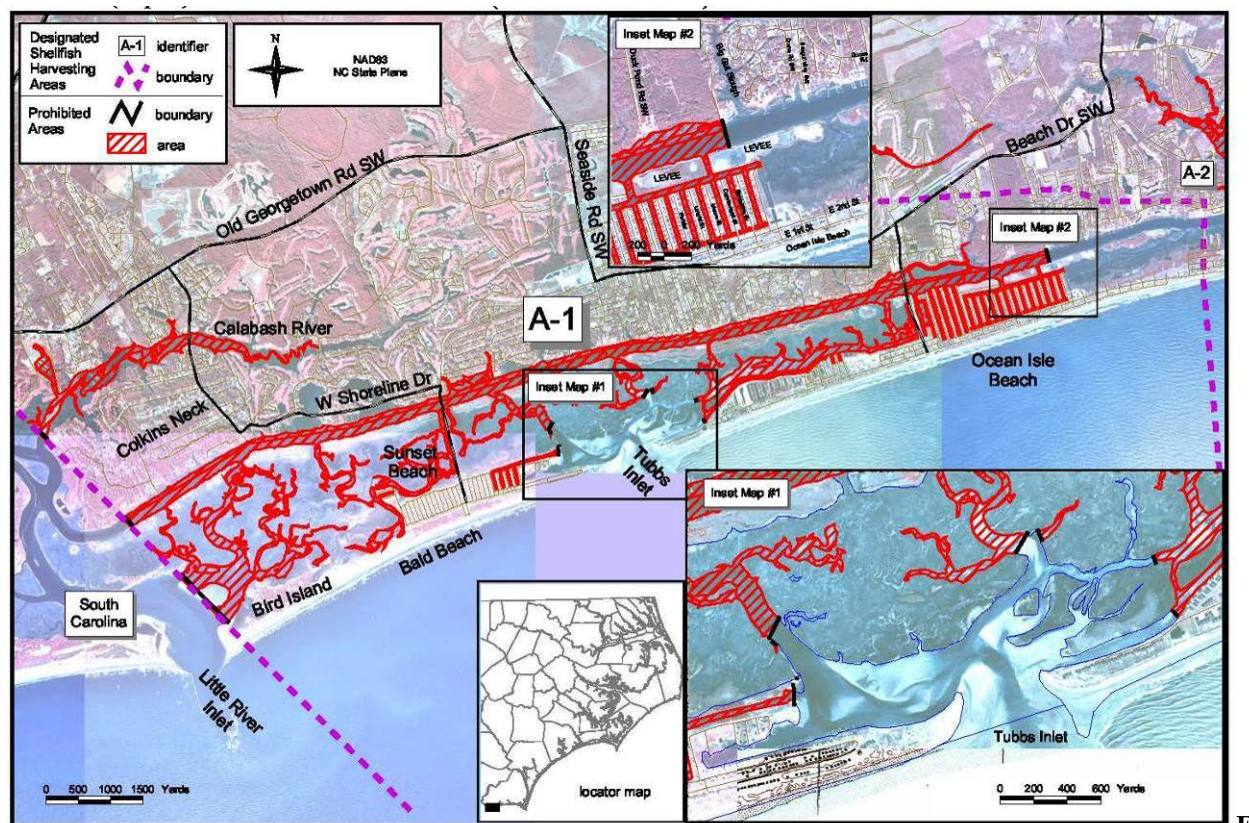 Designated
Shellfish
Harvesting
Areas
A-1
identifier
boundary
Prohibited
Areas
boundary
area
NAD83
NC State Plane
Inset Map #2
Duck Pond Rd SW
Big Gull Slough
LEVEE
LEVEE
E 2nd St
E 1st St
Ocean Isle Beach
200 0 200 Yards
Old Georgetown Rd SW
Seaside Rd SW
Beach Dr SW
A-2
Inset Map #2
A-1
Calabash River
Calkins Neck
W Shoreline Dr
Inset Map #1
Ocean Isle
Beach
Sunset
Beach
Tubbs
Inlet
Bald Beach
Bird Island
South
Carolina
Little River
Inlet
0 500 1000 1500
Yards
locator map
Inset Map #1
Tubbs Inlet
0 200 400 600
Yards